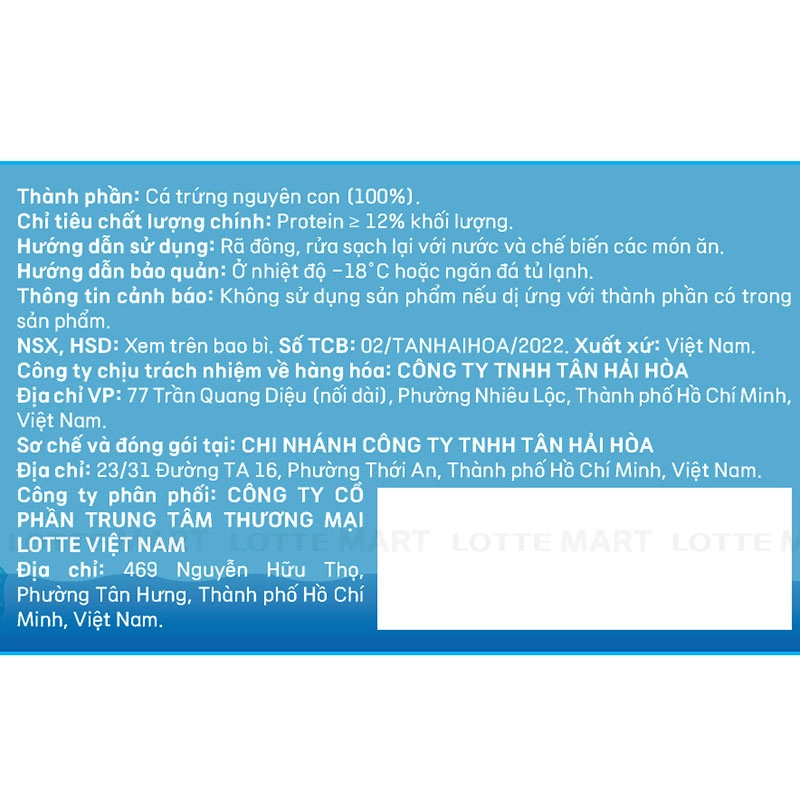 Thành phần: Cá trứng nguyên con (100%).
Chỉ tiêu chất lượng chính: Protein ≥ 12% khối lượng.
Hướng dẫn sử dụng: Rã đông, rửa sạch lại với nước và chế biến các món ăn.
Hướng dẫn bảo quản: Ở nhiệt độ -18°C hoặc ngăn đá tủ lạnh.
Thông tin cảnh báo: Không sử dụng sản phẩm nếu dị ứng với thành phần có trong
sản phẩm.
NSX, HSD: Xem trên bao bì. Số TCB: 02/TANHAIHOA/2022. Xuất xứ: Việt Nam.
Công ty chịu trách nhiệm về hàng hóa: CÔNG TY TNHH TÂN HẢI HÒA
Địa chỉ VP: 77 Trần Quang Diệu (nối dài), Phường Nhiêu Lộc, Thành phố Hồ Chí Minh,
Việt Nam.
Sơ chế và đóng gói tại: CHI NHÁNH CÔNG TY TNHH TÂN HẢI HÒA
Địa chỉ: 23/31 Đường TA 16, Phường Thới An, Thành phố Hồ Chí Minh, Việt Nam.
Công ty phân phối: CÔNG TY CỔ
PHẦN TRUNG TÂM THƯƠNG MẠI
LOTTE VIỆT NAM
Địa chỉ: 469 Nguyễn Hữu Thọ,
Phường Tân Hưng, Thành phố Hồ Chí
Minh, Việt Nam.
LOTTE MART LOTTE MART LOTTE MART LOTTE MART